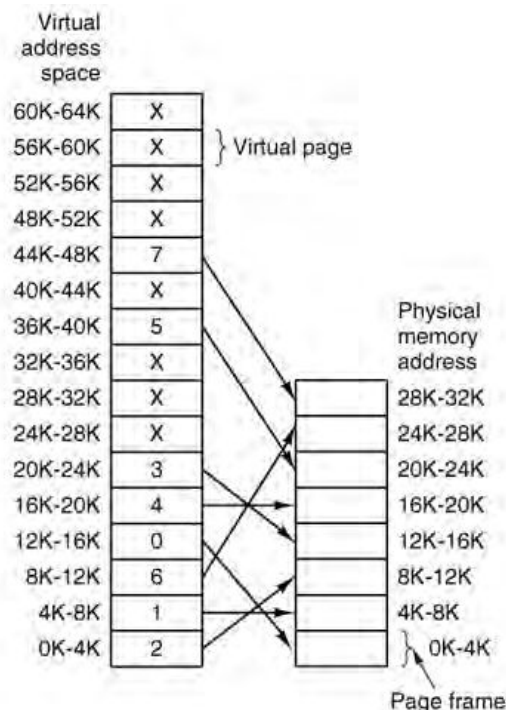 Virtual
address
space
60K-64K X
56K-60K X Virtual page
52K-56K X
48K-52K X
44K-48K 7
40K-44K X
36K-40K 5
32K-36K X
28K-32K X
24K-28K X
20K-24K 3
16K-20K 4
12K-16K 0
8K-12K 6
4K-8K 1
0K-4K 2
Physical
memory
address
28K-32K
24K-28K
20K-24K
16K-20K
12K-16K
8K-12K
4K-8K
0K-4K
Page frame